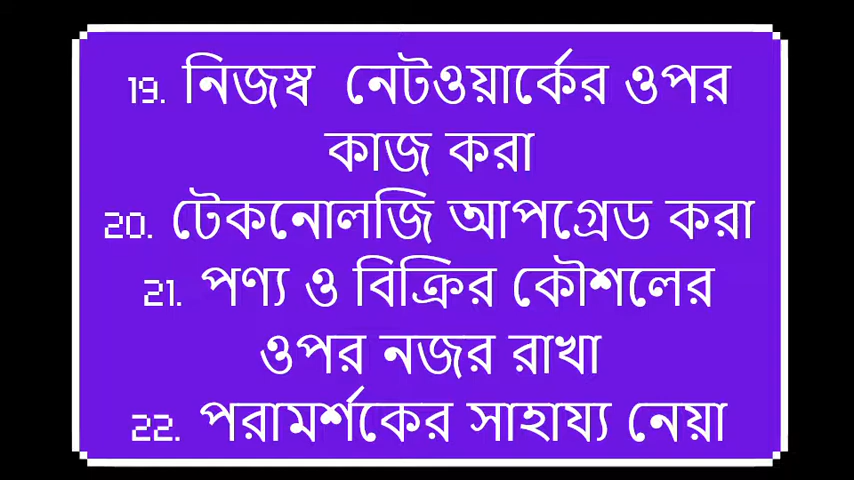 19. নিজস্ব নেটওয়ার্কের ওপর
কাজ করা
20. টেকনোলজি আপগ্রেড করা
21. পণ্য ও বিক্রির কৌশলের
ওপর নজর রাখা
22. পরামর্শকের সাহায্য নেয়া